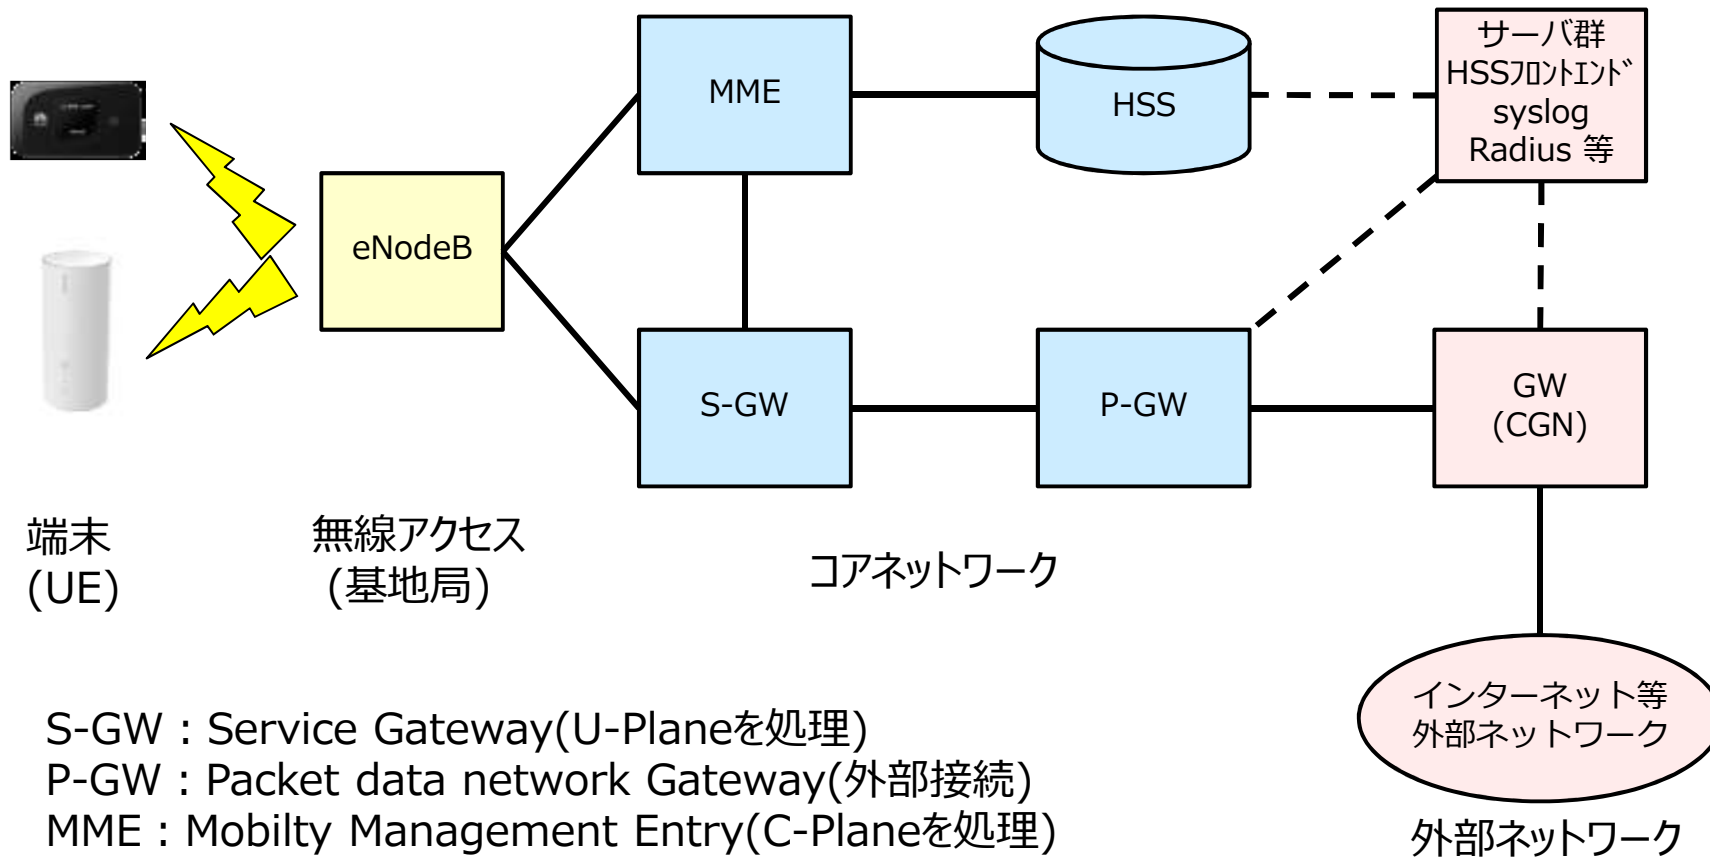 MME
HSS
サーバ群
HSSﾌﾛﾝﾄｴﾝﾄﾞ
syslog
Radius 等
eNodeB
S-GW
P-GW
GW
(CGN)
端末
(UE)
無線アクセス
(基地局)
コアネットワーク
インターネット等
外部ネットワーク
外部ネットワーク
S-GW : Service Gateway(U-Planeを処理)
P-GW : Packet data network Gateway(外部接続)
MME : Mobilty Management Entry(C-Planeを処理)